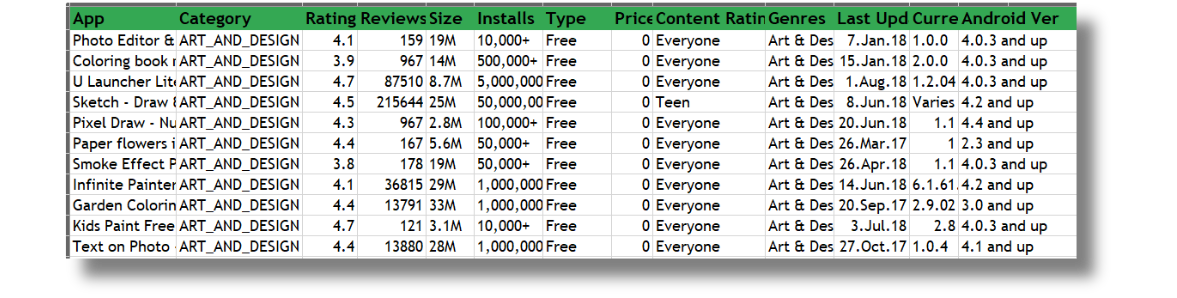 App Category Rating Reviews Size Installs Type Price Content Ratin Genres Last Upd Curre Android Ver
Photo Editor & ART_AND_DESIGN 4.1 159 19M 10,000+ Free 0 Everyone Art & Des 7.Jan.18 1.0.0 4.0.3 and up
Coloring book r ART_AND_DESIGN 3.9 967 14M 500,000+ Free 0 Everyone Art & Des 15.Jan.18 2.0.0 4.0.3 and up
U Launcher Lite ART_AND_DESIGN 4.7 87510 8.7M 5,000,00 Free 0 Everyone Art & Des 1.Aug.18 1.2.04 4.0.3 and up
Sketch - Draw & ART_AND_DESIGN 4.5 215644 25M 50,000,00 Free 0 Teen Art & Des 8.Jun.18 Varies 4.2 and up
Pixel Draw - Nu ART_AND_DESIGN 4.3 967 2.8M 100,000+ Free 0 Everyone Art & Des 20.Jun.18 1.1 4.4 and up
Paper flowers i ART_AND_DESIGN 4.4 167 5.6M 50,000+ Free 0 Everyone Art & Des 26.Mar.17 1 2.3 and up
Smoke Effect P ART_AND_DESIGN 3.8 178 19M 50,000+ Free 0 Everyone Art & Des 26.Apr.18 1.1 4.0.3 and up
Infinite Painter ART_AND_DESIGN 4.1 36815 29M 1,000,000 Free 0 Everyone Art & Des 14.Jun.18 6.1.61. 4.2 and up
Garden Colorin ART_AND_DESIGN 4.4 13791 33M 1,000,000 Free 0 Everyone Art & Des 20.Sep.17 2.9.02 3.0 and up
Kids Paint Free ART_AND_DESIGN 4.7 121 3.1M 10,000+ Free 0 Everyone Art & Des 3.Jul.18 2.8 4.0.3 and up
Text on Photo - ART_AND_DESIGN 4.4 13880 28M 1,000,000 Free 0 Everyone Art & Des 27.Oct.17 1.0.4 4.1 and up